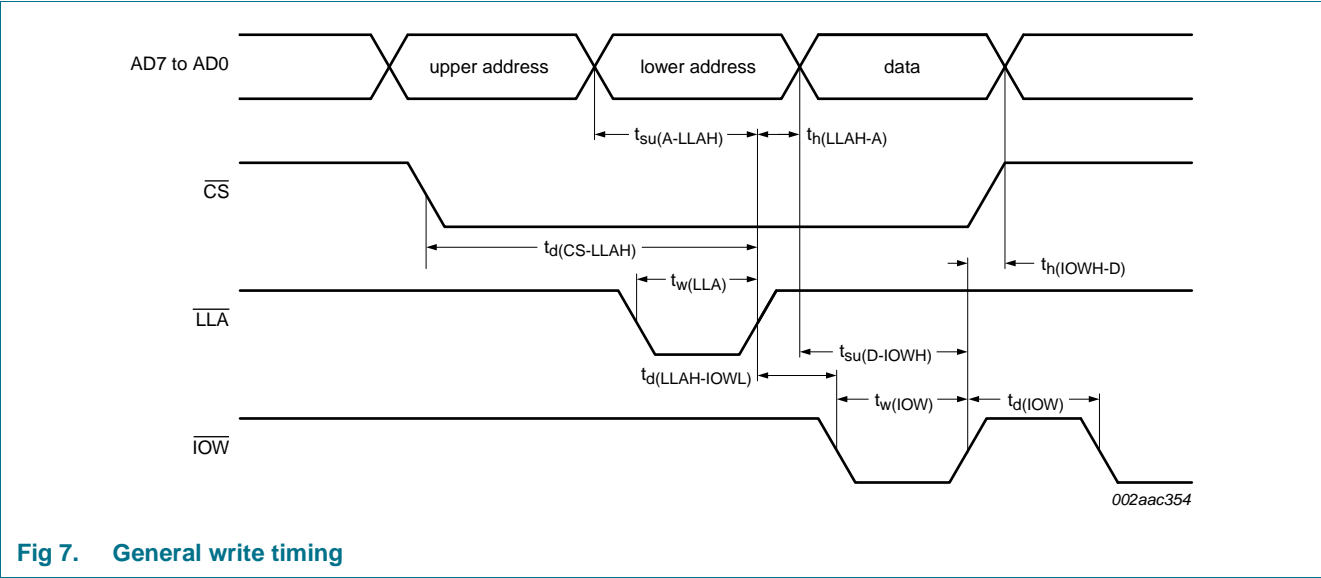 AD7 to AD0
upper address
lower address
data
tsu(A-LLAH)
th(LLAH-A)
CS
td(CS-LLAH)
th(IOWH-D)
tw(LLA)
LLA
tsu(D-IOWH)
td(LLAH-IOWL)
tw(IOW)
td(IOW)
IOW
002aac354
Fig 7. General write timing